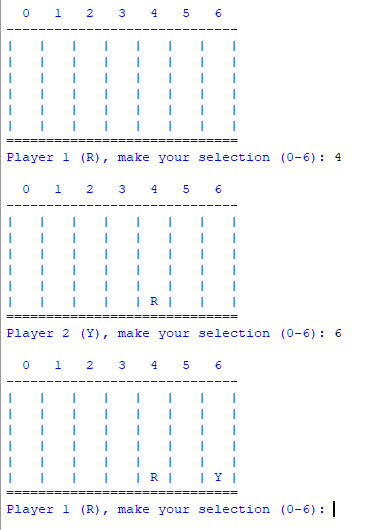 0   1   2   3   4   5   6
-----------------------------
|   |   |   |   |   |   |   |
|   |   |   |   |   |   |   |
|   |   |   |   |   |   |   |
|   |   |   |   |   |   |   |
|   |   |   |   |   |   |   |
|   |   |   |   |   |   |   |
=============================
Player 1 (R), make your selection (0-6): 4
  0   1   2   3   4   5   6
-----------------------------
|   |   |   |   |   |   |   |
|   |   |   |   |   |   |   |
|   |   |   |   |   |   |   |
|   |   |   |   |   |   |   |
|   |   |   |   |   |   |   |
|   |   |   |   | R |   |   |
=============================
Player 2 (Y), make your selection (0-6): 6
  0   1   2   3   4   5   6
-----------------------------
|   |   |   |   |   |   |   |
|   |   |   |   |   |   |   |
|   |   |   |   |   |   |   |
|   |   |   |   |   |   |   |
|   |   |   |   |   |   |   |
|   |   |   |   | R |   | Y |
=============================
Player 1 (R), make your selection (0-6):